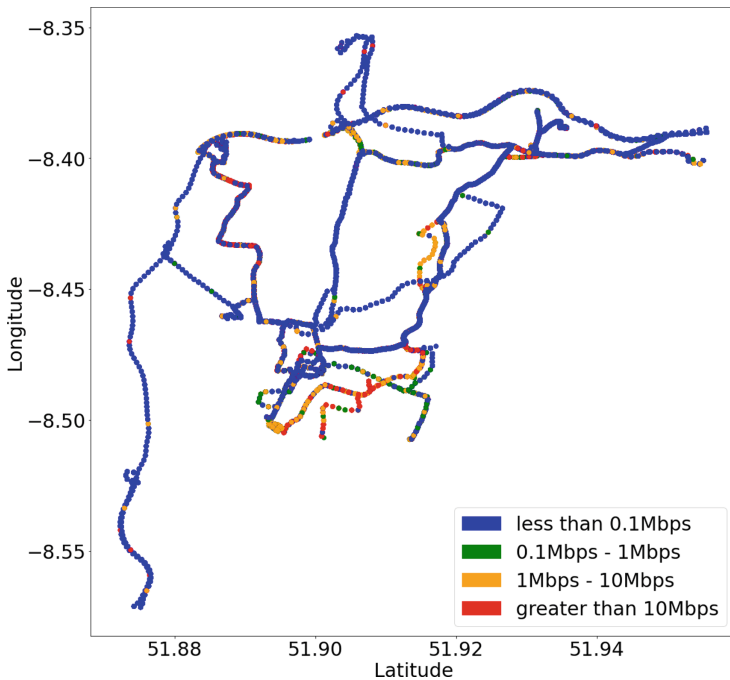 −8.35
−8.40
−8.45
−8.50
−8.55
Longitude
less than 0.1Mbps
0.1Mbps - 1Mbps
1Mbps - 10Mbps
greater than 10Mbps
51.88 51.90 51.92 51.94
Latitude